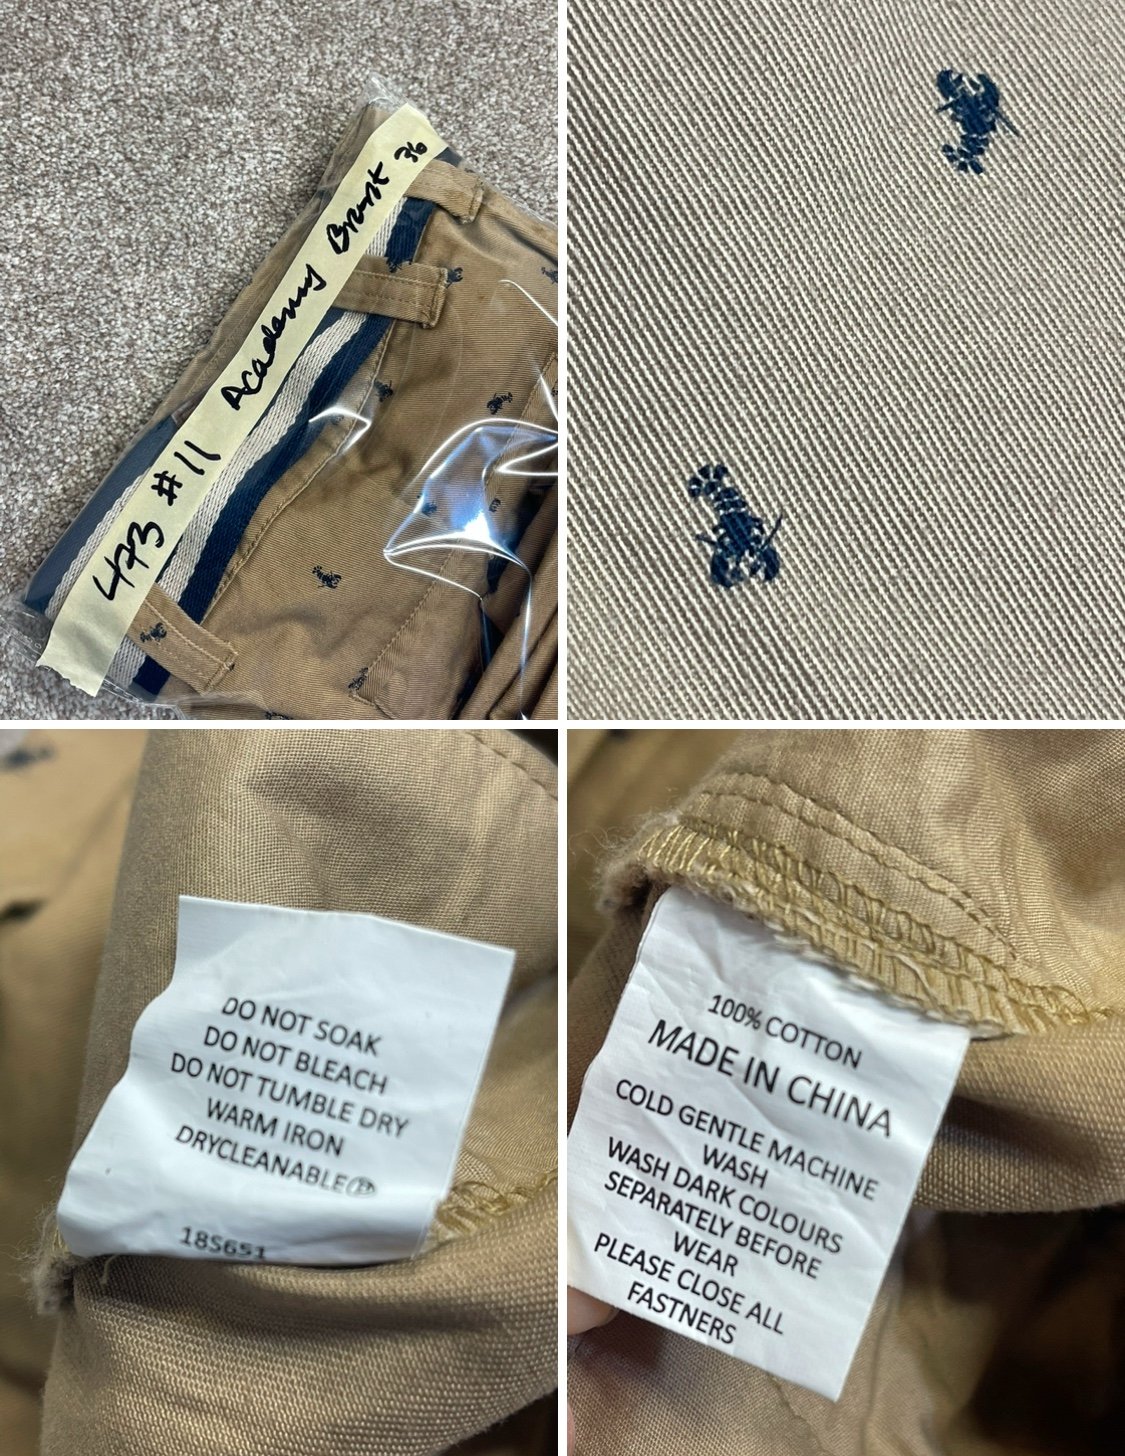 473 #11 Academy Brand 36
DO NOT SOAK
DO NOT BLEACH
DO NOT TUMBLE DRY
WARM IRON
DRYCLEANABLE Ⓟ
18S651
100% COTTON
MADE IN CHINA
COLD GENTLE MACHINE
WASH
WASH DARK COLOURS
SEPARATELY BEFORE
WEAR
PLEASE CLOSE ALL
FASTNERS